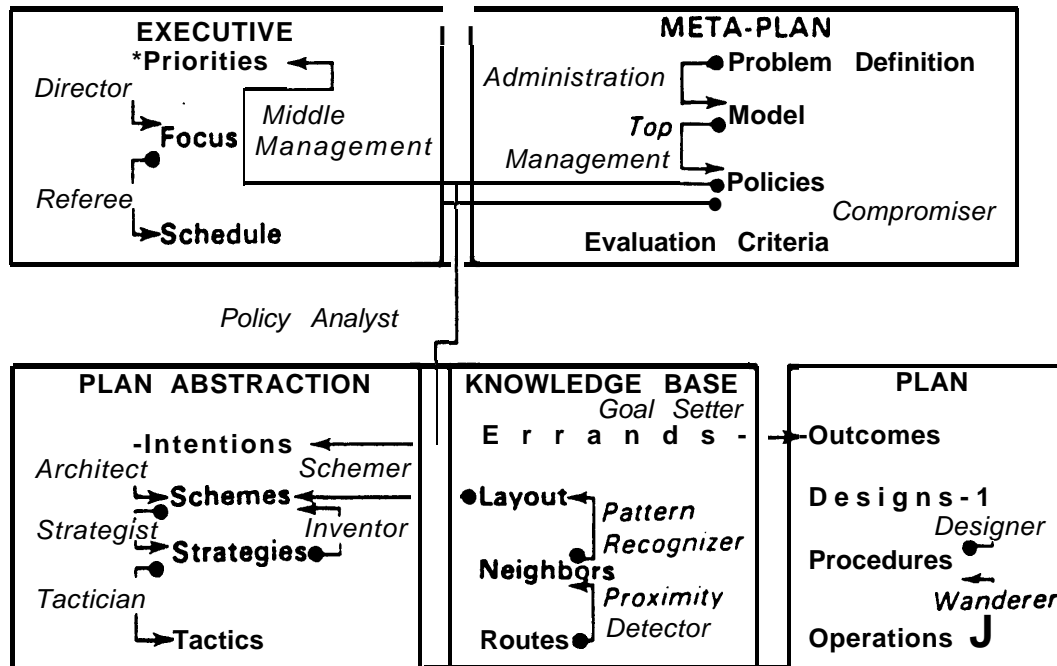 EXECUTIVE
*Priorities
Director
Middle
Management
Focus
Referee
Schedule
META-PLAN
Problem Definition
Administration
Model
Top
Management
Policies
Compromiser
Evaluation Criteria
Policy Analyst
PLAN ABSTRACTION
-Intentions
Architect
Schemer
Schemes
Strategist
Inventor
Strategies
Tactician
Tactics
KNOWLEDGE BASE
Goal Setter
Errands-
Layout
Pattern
Recognizer
Neighbors
Proximity
Detector
Routes
PLAN
-Outcomes
Designs-1
Designer
Procedures
Wanderer
Operations J